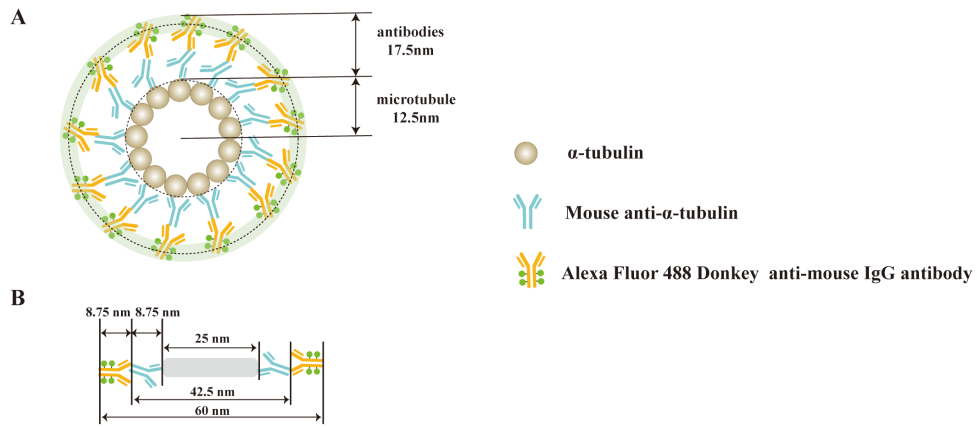 A
antibodies
17.5nm
microtubule
12.5nm
α-tubulin
Mouse anti-α-tubulin
Alexa Fluor 488 Donkey anti-mouse IgG antibody
B
8.75 nm 8.75 nm
25 nm
42.5 nm
60 nm